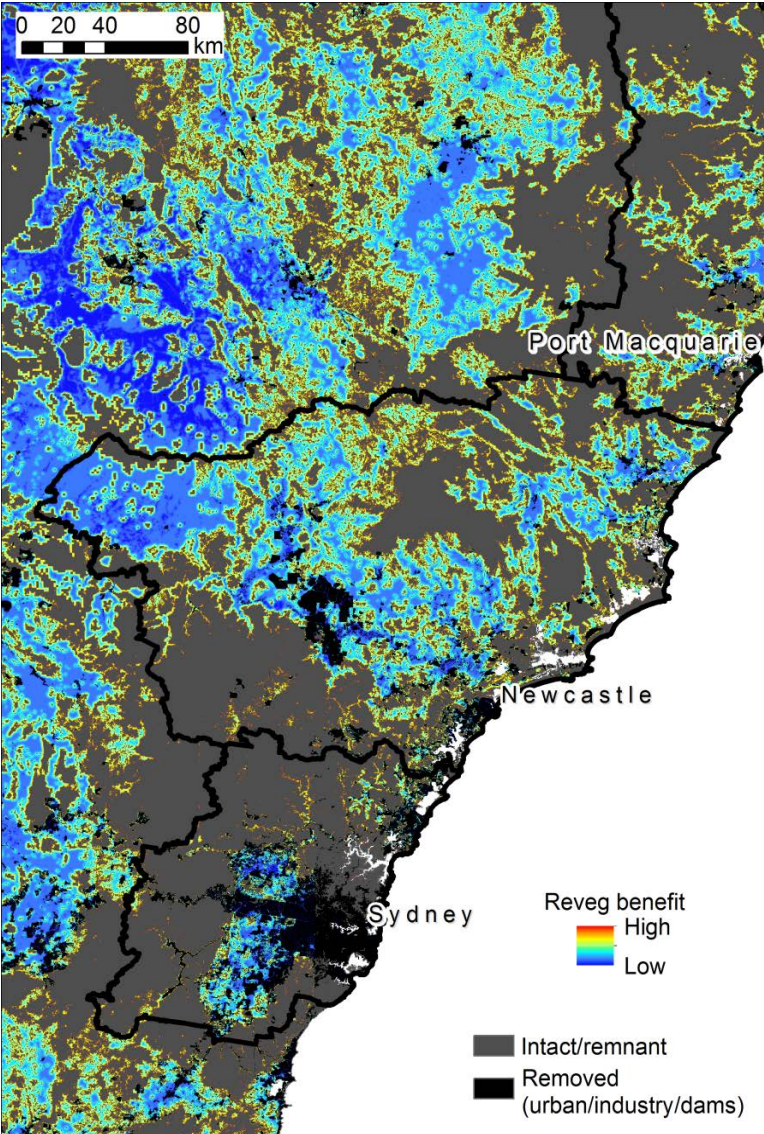 0 20 40 80
km
Port Macquarie
Newcastle
Sydney
Reveg benefit
High
Low
Intact/remnant
Removed
(urban/industry/dams)